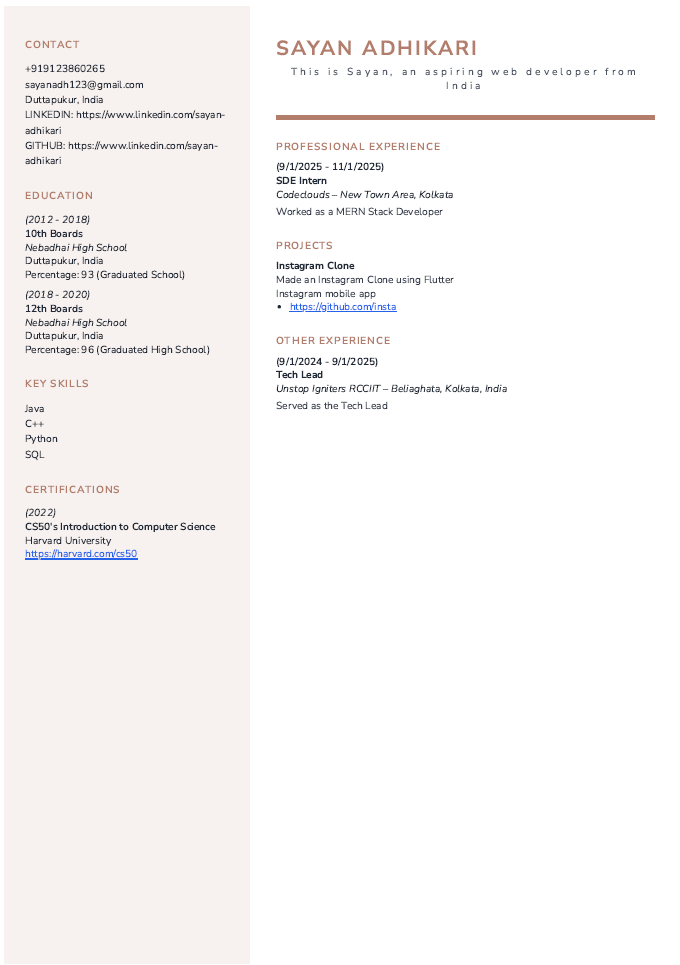 CONTACT
+919123860265
sayanadh123@gmail.com
Duttapukur, India
LINKEDIN: https://www.linkedin.com/sayan-
adhikari
GITHUB: https://www.linkedin.com/sayan-
adhikari
EDUCATION
(2012 - 2018)
10th Boards
Nebadhai High School
Duttapukur, India
Percentage: 93 (Graduated School)
(2018 - 2020)
12th Boards
Nebadhai High School
Duttapukur, India
Percentage: 96 (Graduated High School)
KEY SKILLS
Java
C++
Python
SQL
CERTIFICATIONS
(2022)
CS50's Introduction to Computer Science
Harvard University
https://harvard.com/cs50
SAYAN ADHIKARI
This is Sayan, an aspiring web developer from
India
PROFESSIONAL EXPERIENCE
(9/1/2025 - 11/1/2025)
SDE Intern
Codeclouds – New Town Area, Kolkata
Worked as a MERN Stack Developer
PROJECTS
Instagram Clone
Made an Instagram Clone using Flutter
Instagram mobile app
• https://github.com/insta
OTHER EXPERIENCE
(9/1/2024 - 9/1/2025)
Tech Lead
Unstop Igniters RCCIIT – Beliaghata, Kolkata, India
Served as the Tech Lead